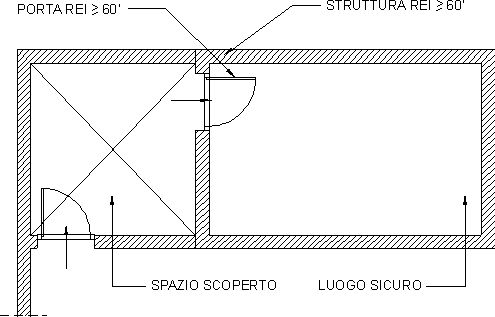 PORTA REI ≥ 60'
STRUTTURA REI ≥ 60'
SPAZIO SCOPERTO
LUOGO SICURO